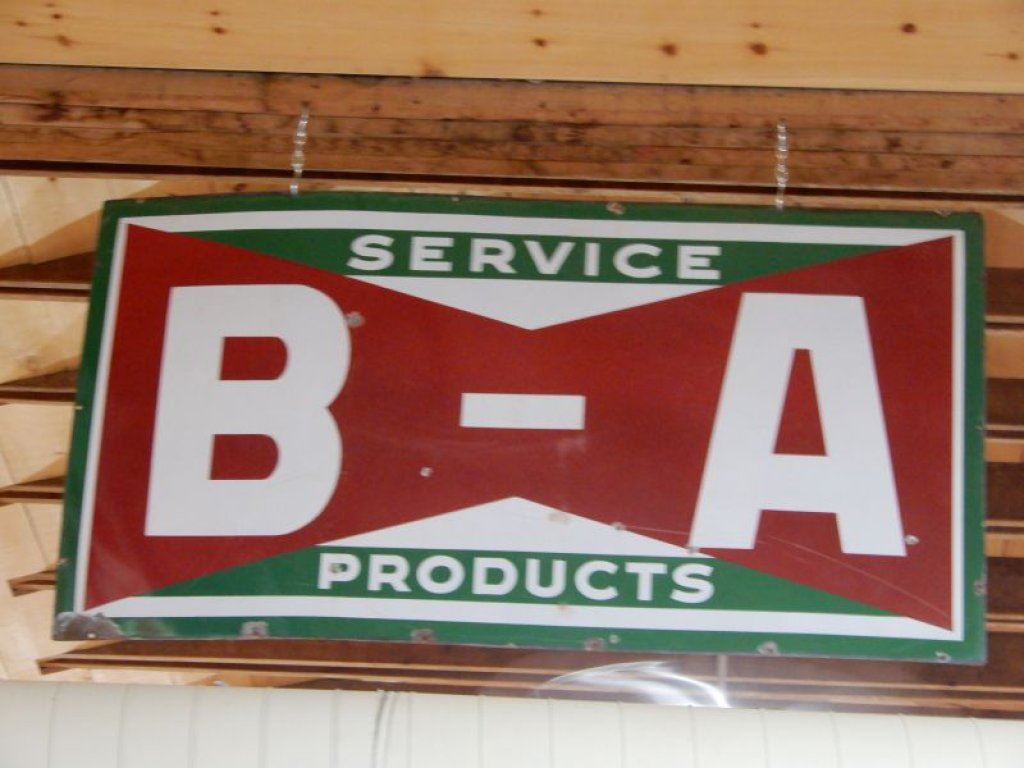 SERVICE
B - A
PRODUCTS